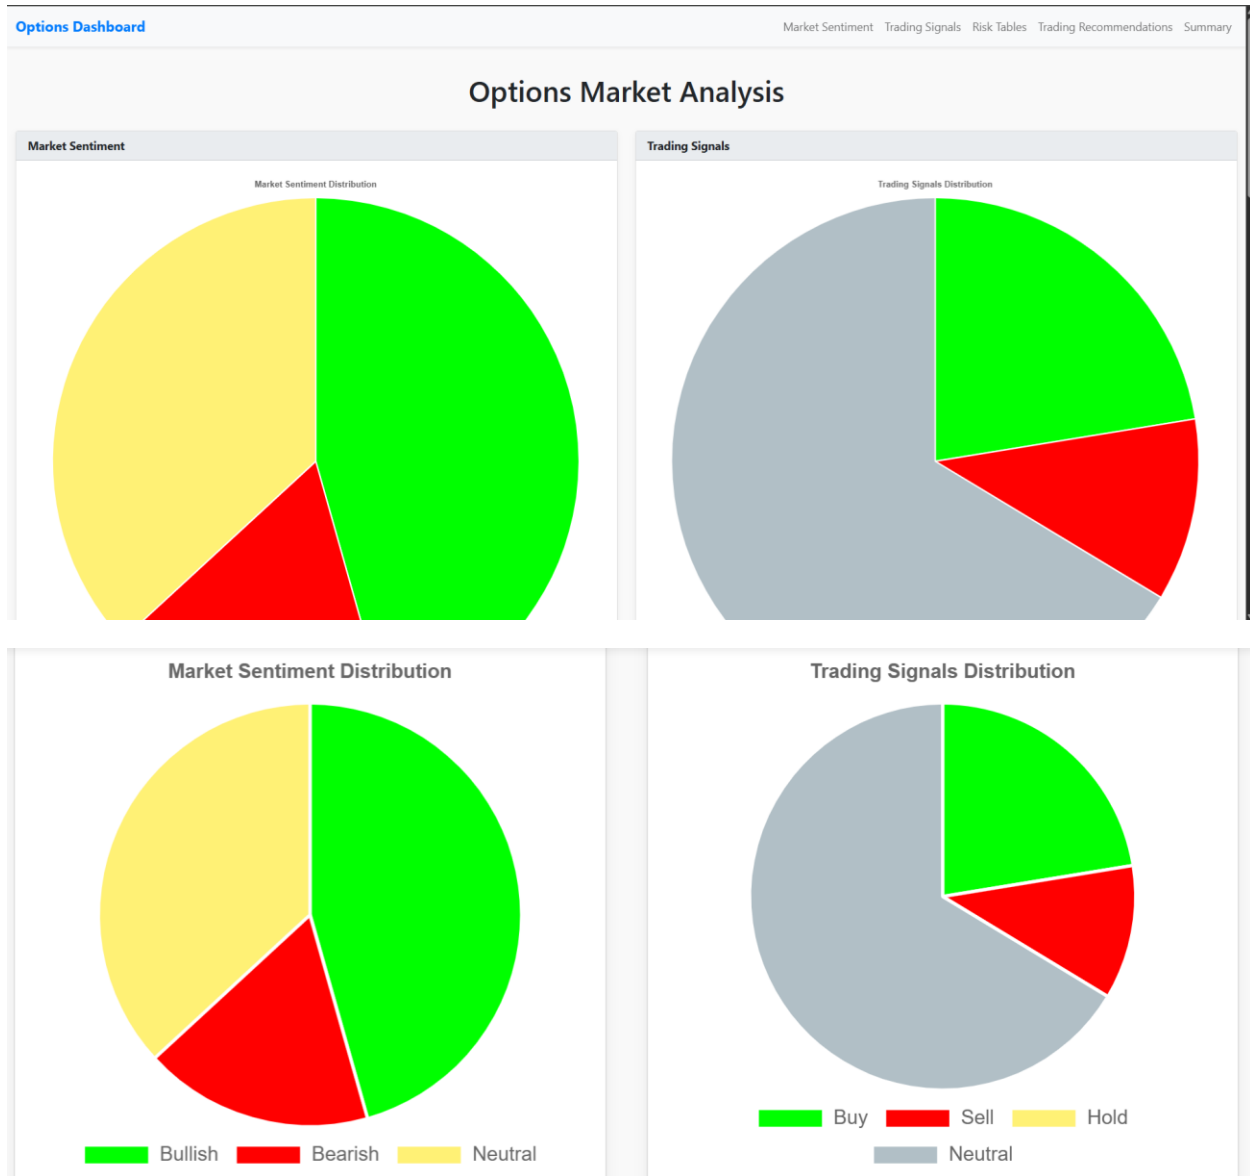 Options Dashboard
Market Sentiment Trading Signals Risk Tables Trading Recommendations Summary
Options Market Analysis
Market Sentiment
Trading Signals
Market Sentiment Distribution
Trading Signals Distribution
Market Sentiment Distribution
Bullish Bearish Neutral
Trading Signals Distribution
Buy Sell Hold
Neutral